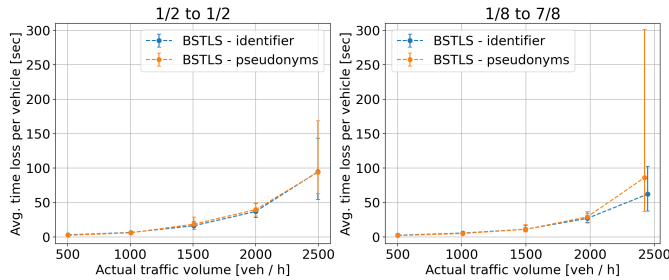 1/2 to 1/2
300
250
200
150
100
50
0
Avg. time loss per vehicle [sec]
BSTLS - identifier
BSTLS - pseudonyms
500 1000 1500 2000 2500
Actual traffic volume [veh / h]
1/8 to 7/8
300
250
200
150
100
50
0
Avg. time loss per vehicle [sec]
BSTLS - identifier
BSTLS - pseudonyms
500 1000 1500 2000 2500
Actual traffic volume [veh / h]